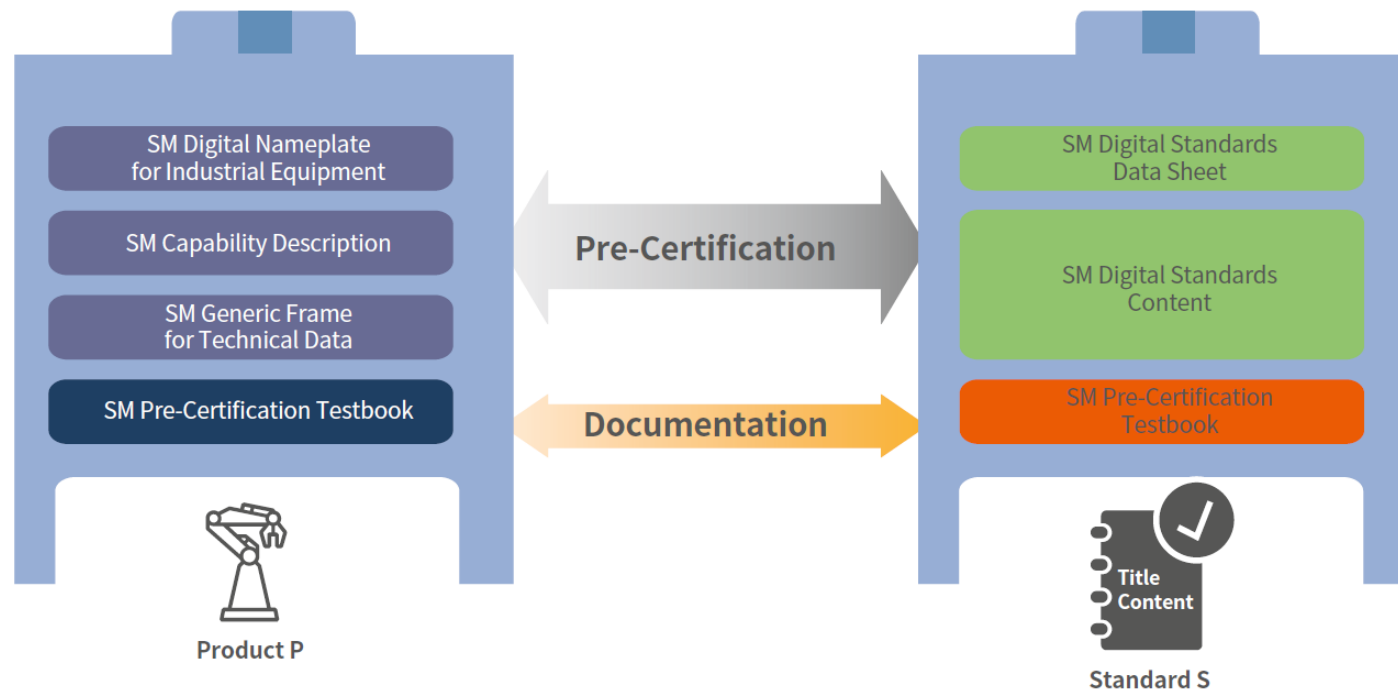 SM Digital Nameplate
for Industrial Equipment
SM Capability Description
SM Generic Frame
for Technical Data
SM Pre-Certification Testbook
Product P
Pre-Certification
Documentation
SM Digital Standards
Data Sheet
SM Digital Standards
Content
SM Pre-Certification
Testbook
Title
Content
Standard S